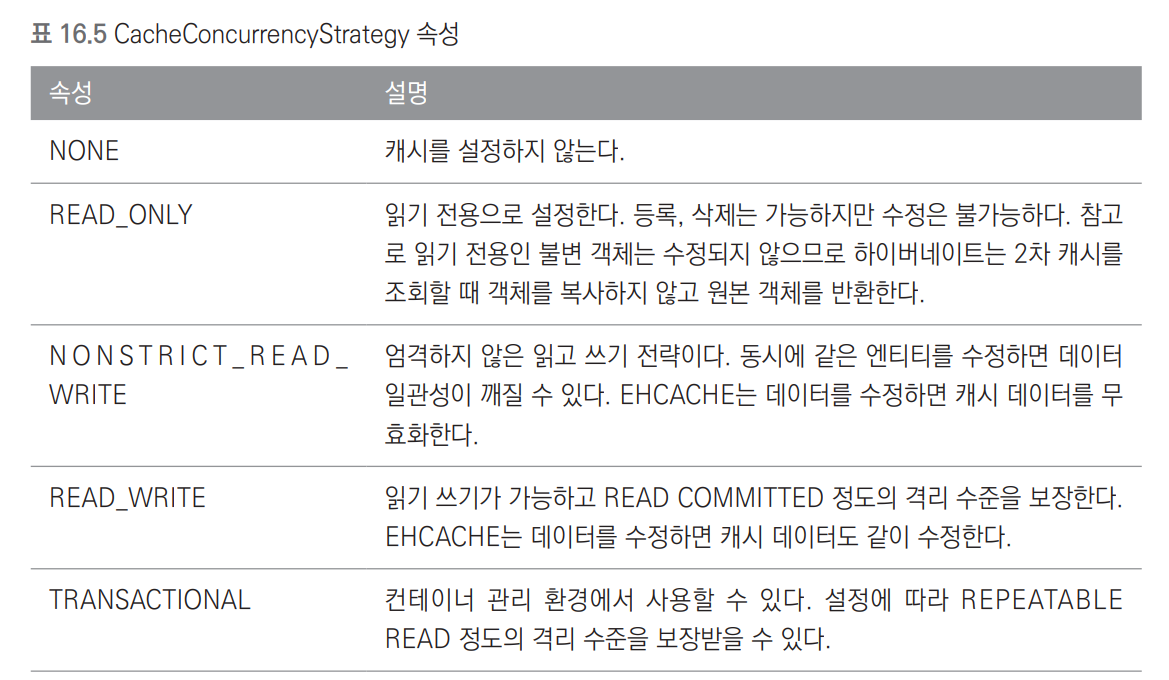 표 16.5 CacheConcurrencyStrategy 속성
속성 설명
NONE 캐시를 설정하지 않는다.
READ_ONLY 읽기 전용으로 설정한다. 등록, 삭제는 가능하지만 수정은 불가능하다. 참고
로 읽기 전용인 불변 객체는 수정되지 않으므로 하이버네이트는 2차 캐시를
조회할 때 객체를 복사하지 않고 원본 객체를 반환한다.
NONSTRICT_READ_ 엄격하지 않은 읽고 쓰기 전략이다. 동시에 같은 엔티티를 수정하면 데이터
WRITE 일관성이 깨질 수 있다. EHCACHE는 데이터를 수정하면 캐시 데이터를 무
효화한다.
READ_WRITE 읽기 쓰기가 가능하고 READ COMMITTED 정도의 격리 수준을 보장한다.
EHCACHE는 데이터를 수정하면 캐시 데이터도 같이 수정한다.
TRANSACTIONAL 컨테이너 관리 환경에서 사용할 수 있다. 설정에 따라 REPEATABLE
READ 정도의 격리 수준을 보장받을 수 있다.